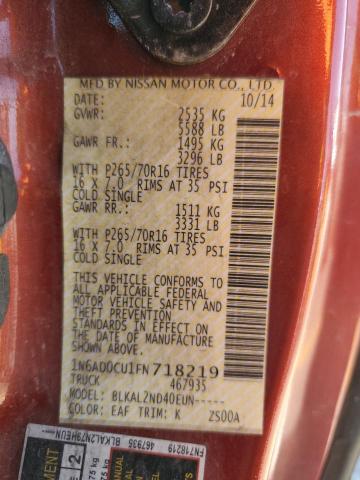 MFD BY NISSAN MOTOR CO., LTD.
DATE: 10/14
GVWR: 2535 KG
5588 LB
GAWR FR.: 1495 KG
3296 LB
WITH P265/70R16 TIRES
16 X 7.0 RIMS AT 35 PSI
COLD SINGLE
GAWR RR.: 1511 KG
3331 LB
WITH P265/70R16 TIRES
16 X 7.0 RIMS AT 35 PSI
COLD SINGLE
THIS VEHICLE CONFORMS TO
ALL APPLICABLE FEDERAL
MOTOR VEHICLE SAFETY AND
THEFT PREVENTION
STANDARDS IN EFFECT ON
THE DATE OF MANUFACTURE
SHOWN ABOVE.
1N6AD0CU1FN718219
TRUCK 467935
MODEL: BLKALZND40EUN-----
COLOR: EAF TRIM: K ZS00A
FN718219
467935